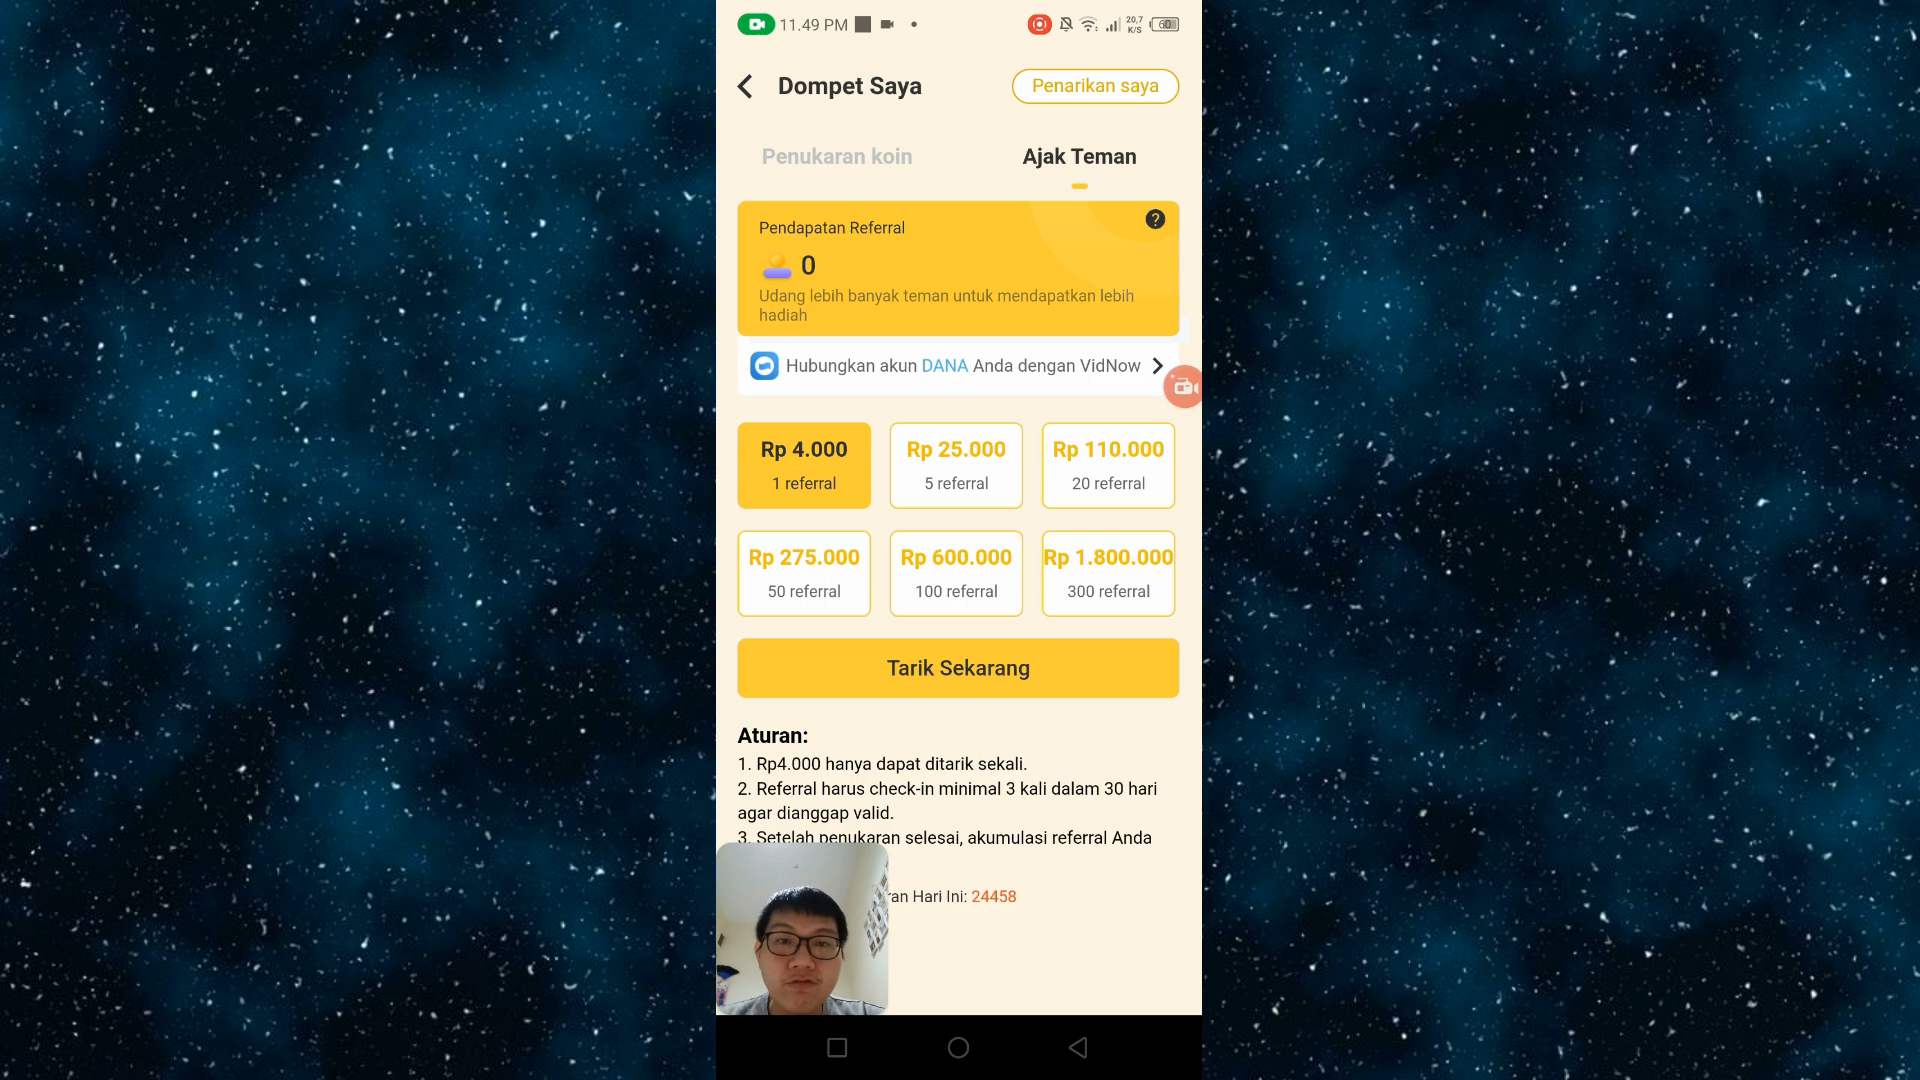 11.49 PM
20,7
K/S
60
Dompet Saya
Penarikan saya
Penukaran koin
Ajak Teman
Pendapatan Referral
0
Udang lebih banyak teman untuk mendapatkan lebih
hadiah
Hubungkan akun DANA Anda dengan VidNow
Rp 4.000
Rp 25.000
Rp 110.000
1 referral
5 referral
20 referral
Rp 275.000
Rp 600.000
Rp 1.800.000
50 referral
100 referral
300 referral
Tarik Sekarang
Aturan:
1. Rp4.000 hanya dapat ditarik sekali.
2. Referral harus check-in minimal 3 kali dalam 30 hari
agar dianggap valid.
3. Setelah penukaran selesai, akumulasi referral Anda
ran Hari Ini: 24458